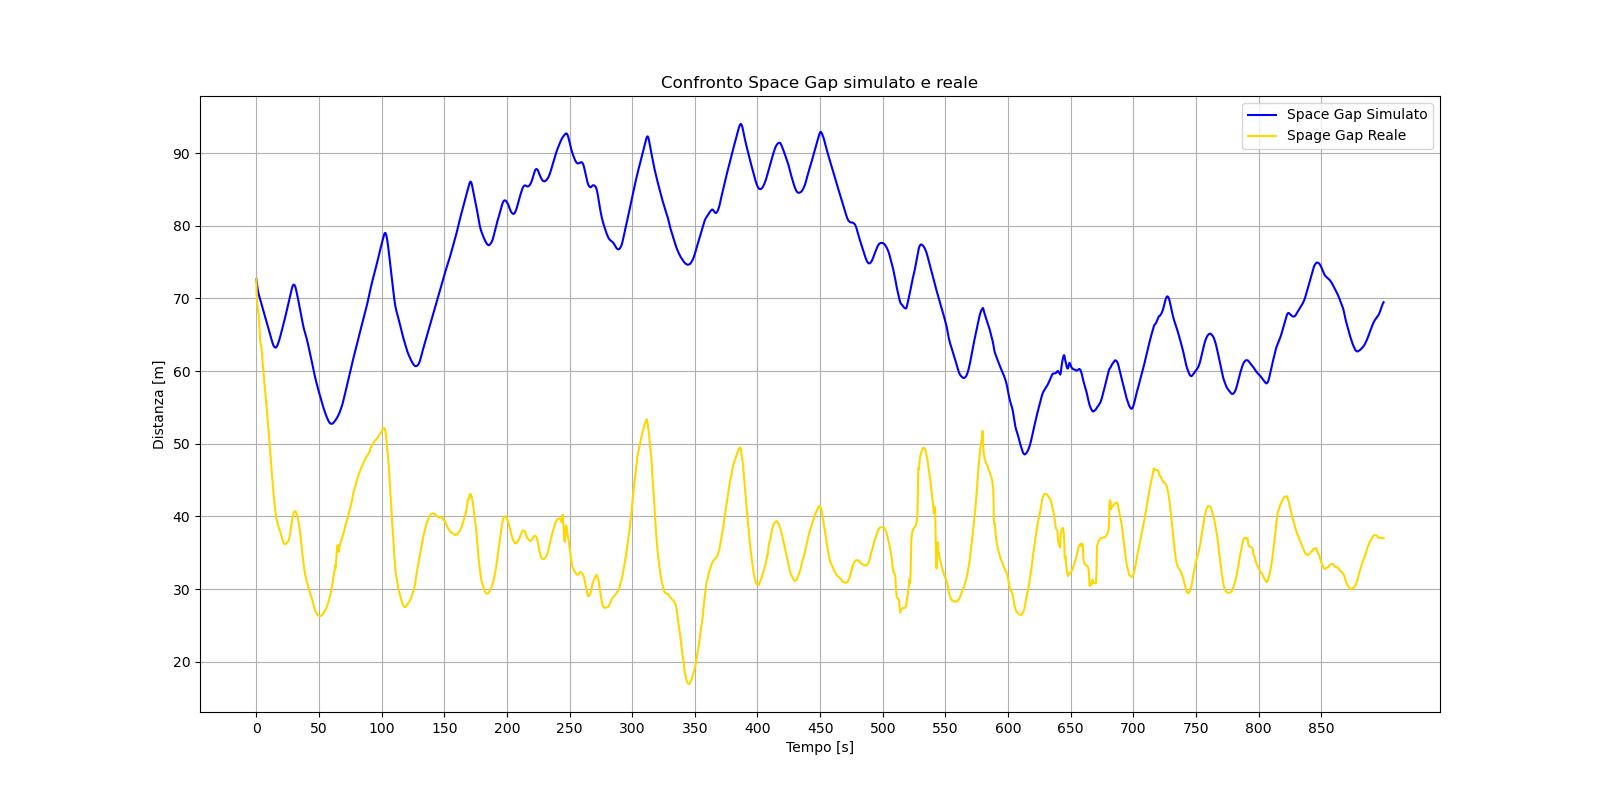 Confronto Space Gap simulato e reale
Space Gap Simulato
Spage Gap Reale
90
80
70
60
50
40
30
20
Distanza [m]
0 50 100 150 200 250 300 350 400 450 500 550 600 650 700 750 800 850
Tempo [s]